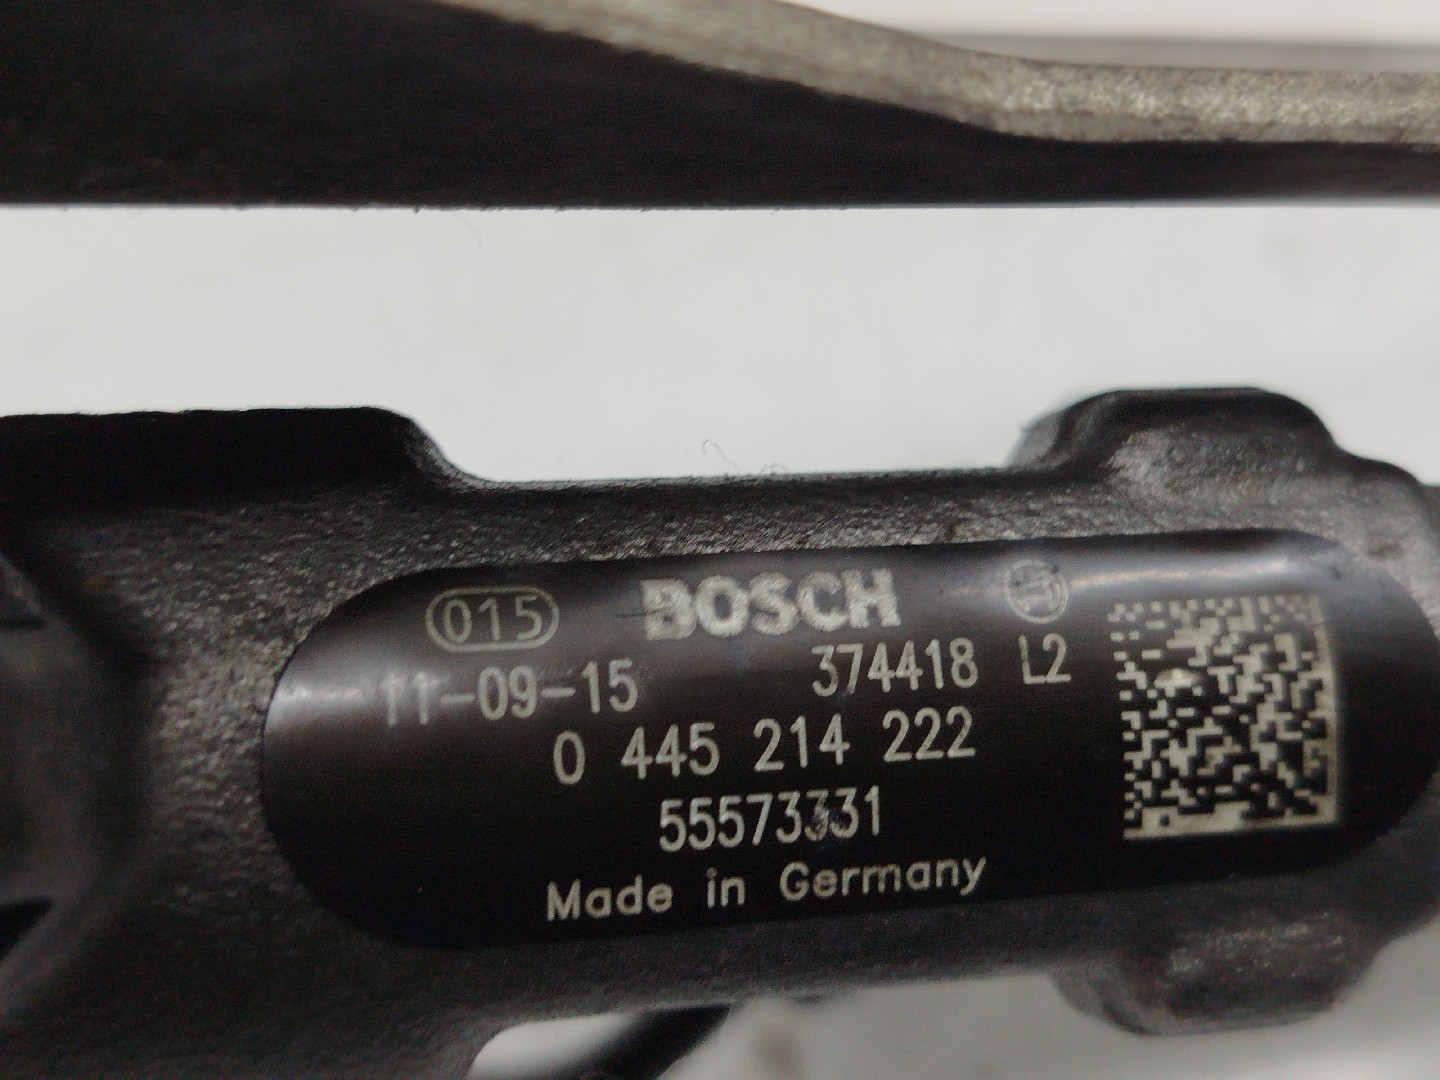 015 BOSCH
11-09-15 374418 L2
0 445 214 222
55573331
Made in Germany